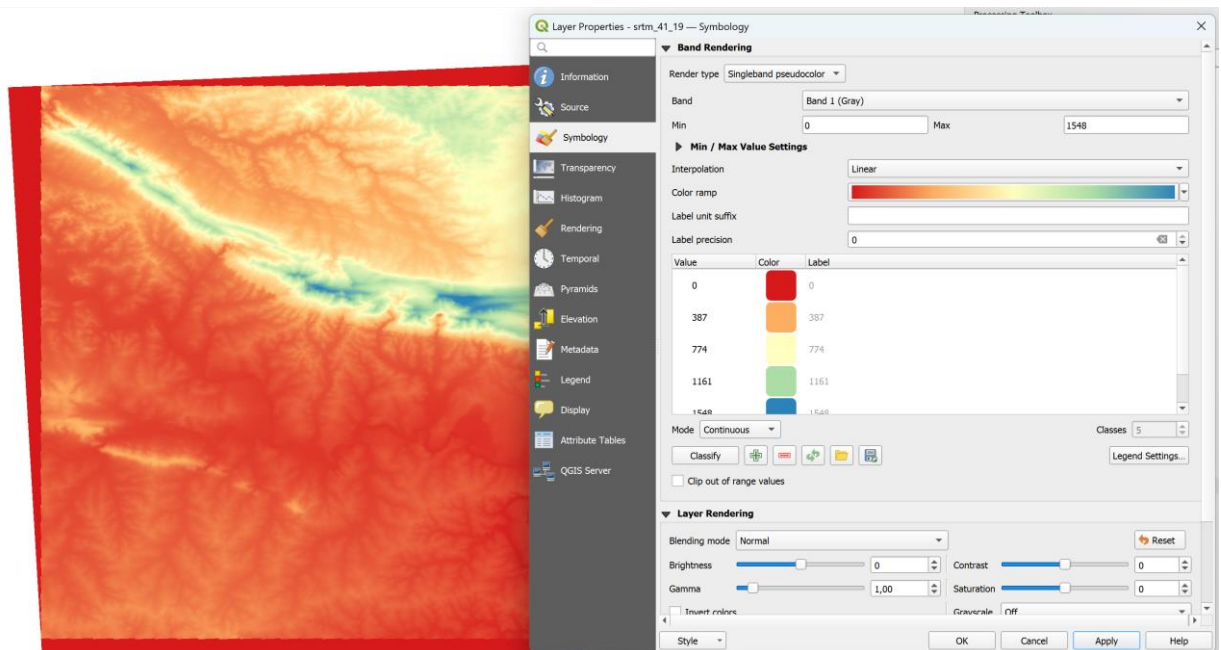 Processing Toolbox
Layer Properties - srtm_41_19 — Symbology
Information
Source
Symbology
Transparency
Histogram
Rendering
Temporal
Pyramids
Elevation
Metadata
Legend
Display
Attribute Tables
QGIS Server
Band Rendering
Render type Singleband pseudocolor
Band Band 1 (Gray)
Min 0 Max 1548
Min / Max Value Settings
Interpolation Linear
Color ramp
Label unit suffix
Label precision 0
Value Color Label
0 0
387 387
774 774
1161 1161
1548 1548
Mode Continuous Classes 5
Classify Legend Settings...
Clip out of range values
Layer Rendering
Blending mode Normal Reset
Brightness 0 Contrast 0
Gamma 1,00 Saturation 0
Invert colors Grayscale Off
Style OK Cancel Apply Help